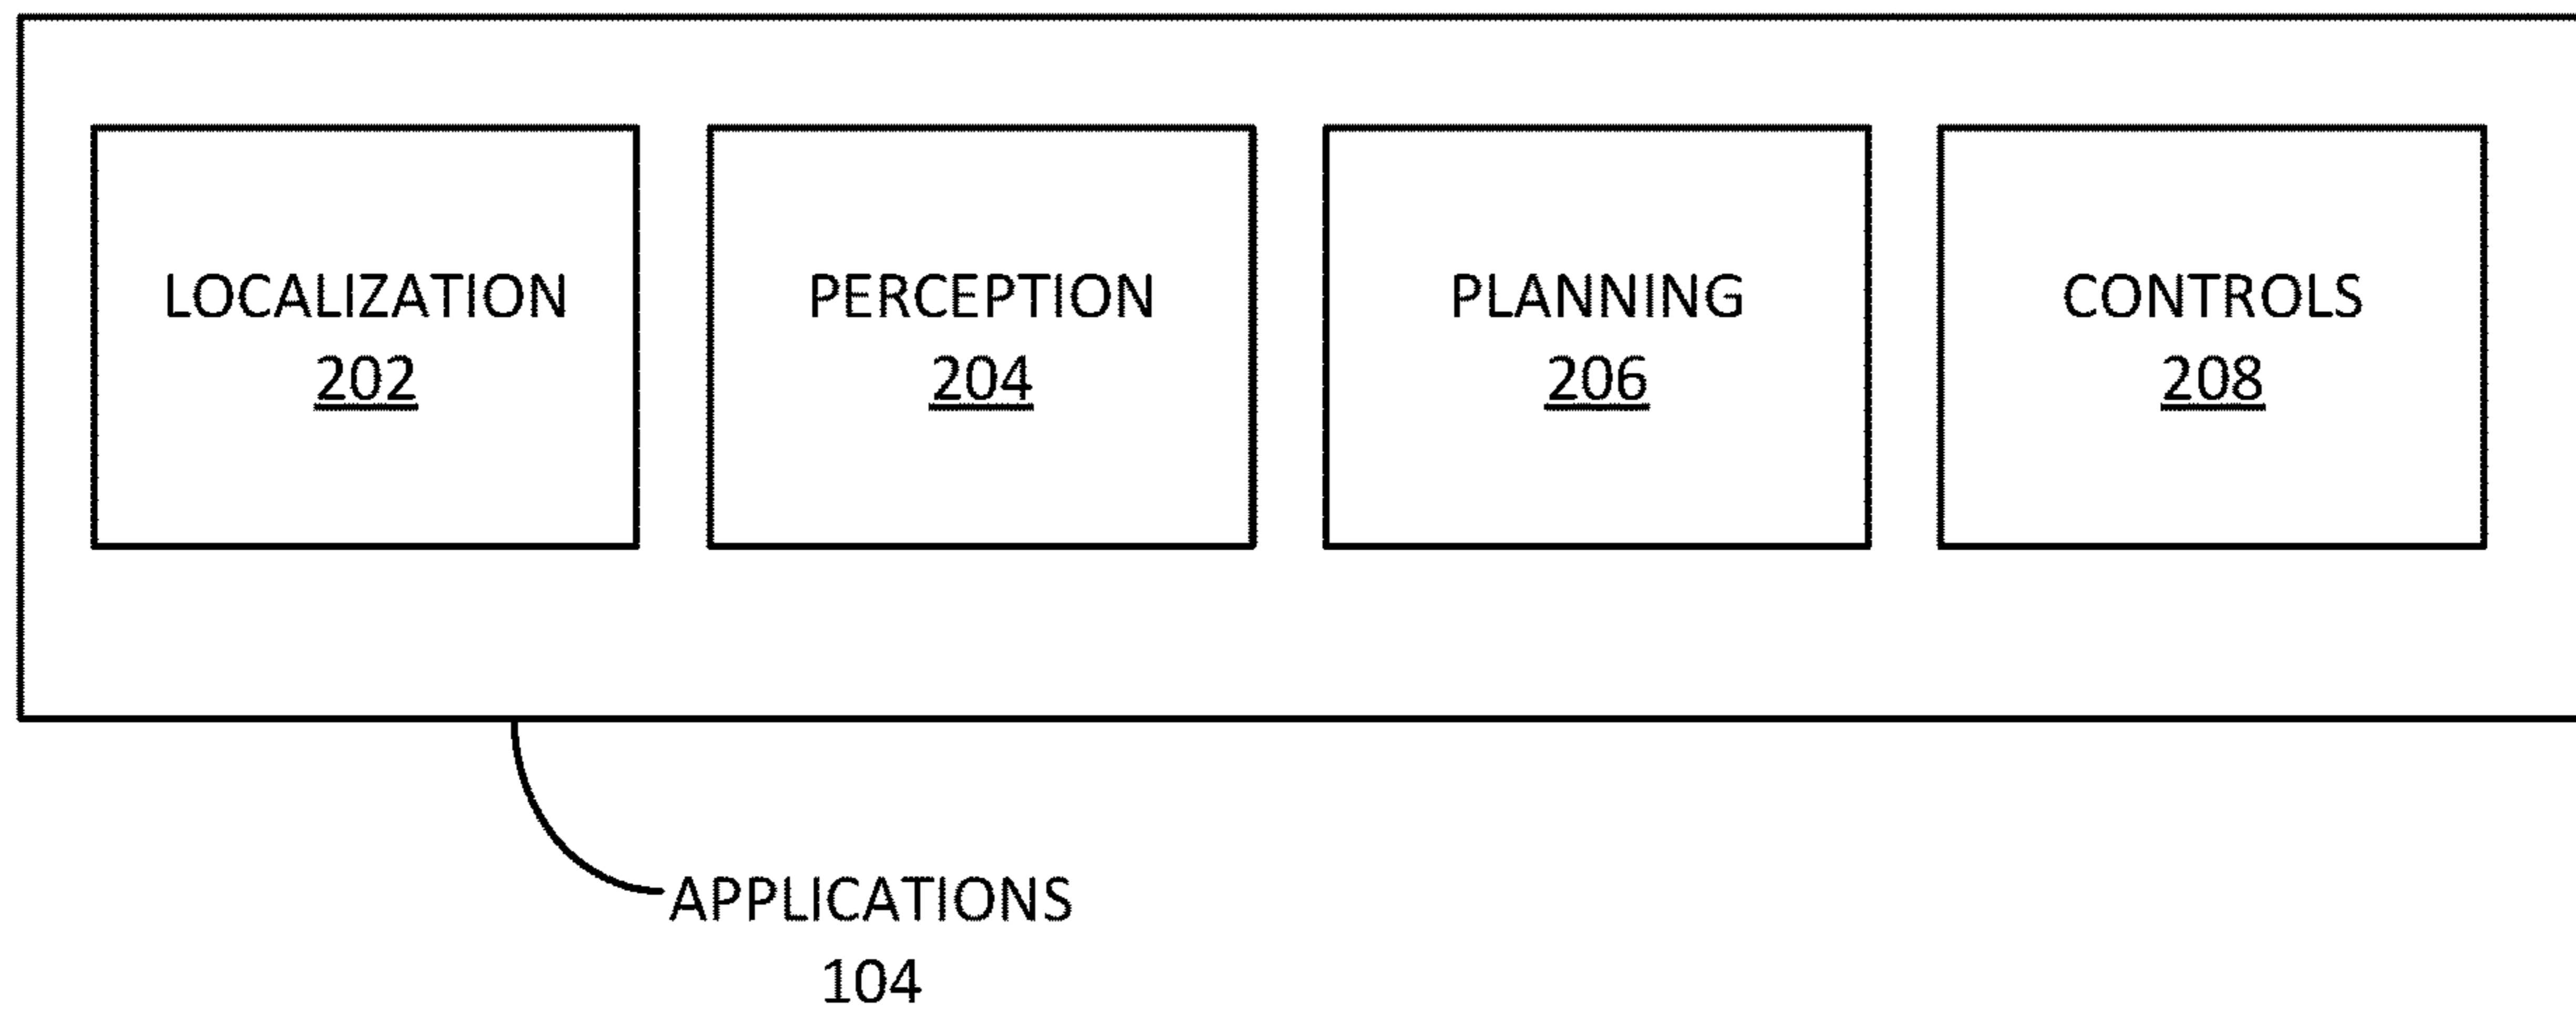 LOCALIZATION
202
PERCEPTION
204
PLANNING
206
CONTROLS
208
APPLICATIONS
104